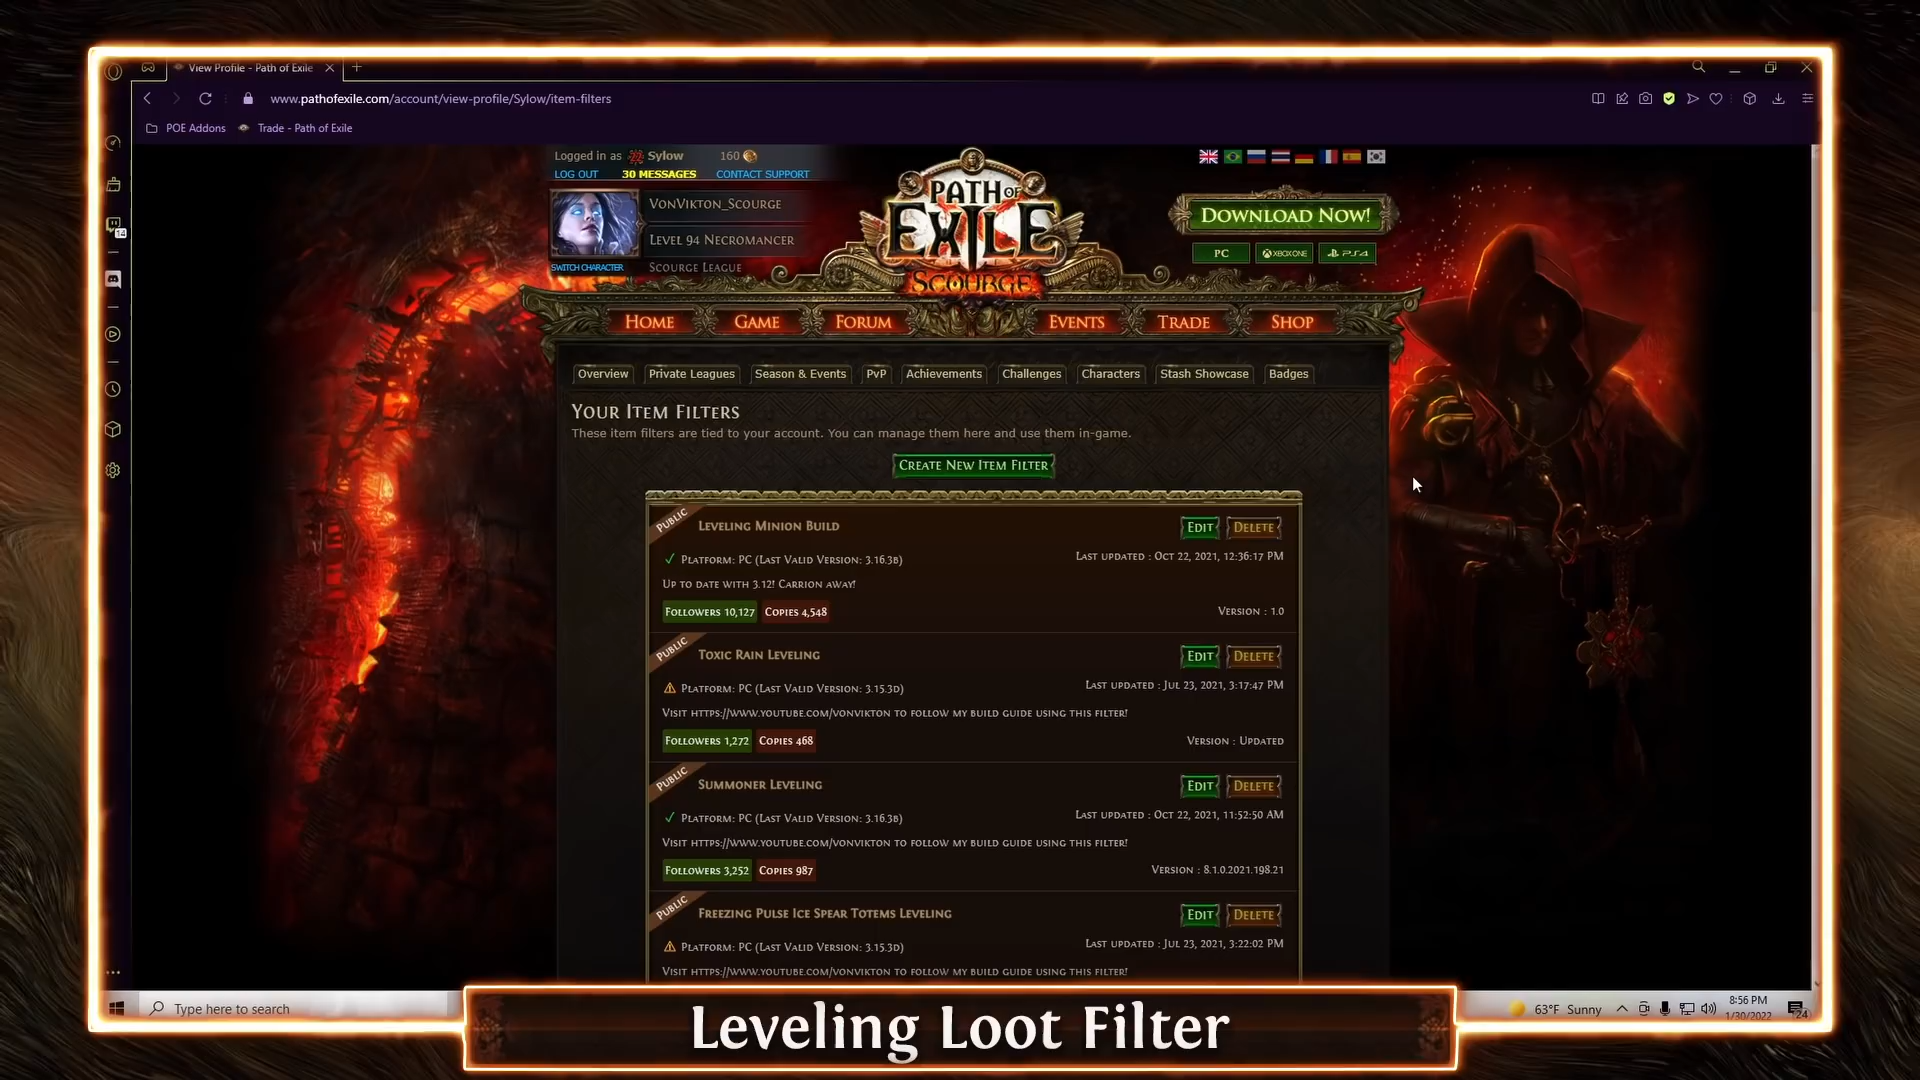 View Profile - Path of Exile
www.pathofexile.com/account/view-profile/Sylow/item-filters
POE Addons
Trade - Path of Exile
14
Logged in as Sylow 160
LOG OUT 30 MESSAGES CONTACT SUPPORT
VonVikton_Scourge
Level 94 Necromancer
SWITCH CHARACTER
Scourge League
PATH OF EXILE
SCOURGE
Download Now!
PC XBOX ONE PS4
Home Game Forum Events Trade Shop
Overview Private Leagues Season & Events PvP Achievements Challenges Characters Stash Showcase Badges
Your Item Filters
These item filters are tied to your account. You can manage them here and use them in-game.
Create New Item Filter
PUBLIC
Leveling Minion Build
Edit Delete
Platform: PC (Last Valid Version: 3.16.3b)
Last updated : Oct 22, 2021, 12:36:17 PM
Up to date with 3.12! Carrion away!
Followers 10,127 Copies 4,548
Version : 1.0
PUBLIC
Toxic Rain Leveling
Edit Delete
Platform: PC (Last Valid Version: 3.15.3d)
Last updated : Jul 23, 2021, 3:17:47 PM
Visit https://www.youtube.com/vonvikton to follow my build guide using this filter!
Followers 1,272 Copies 468
Version : Updated
PUBLIC
Summoner Leveling
Edit Delete
Platform: PC (Last Valid Version: 3.16.3b)
Last updated : Oct 22, 2021, 11:52:50 AM
Visit https://www.youtube.com/vonvikton to follow my build guide using this filter!
Followers 3,252 Copies 987
Version : 8.1.0.2021.198.21
PUBLIC
Freezing Pulse Ice Spear Totems Leveling
Edit Delete
Platform: PC (Last Valid Version: 3.15.3d)
Last updated : Jul 23, 2021, 3:22:02 PM
Visit https://www.youtube.com/vonvikton to follow my build guide using this filter!
Type here to search
63°F Sunny
8:56 PM
1/30/2022
24
Leveling Loot Filter